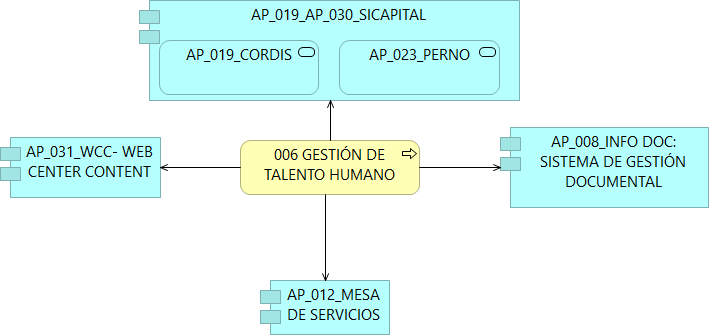 AP_019_AP_030_SICAPITAL
AP_019_CORDIS
AP_023_PERNO
AP_031_WCC- WEB
CENTER CONTENT
006 GESTIÓN DE
TALENTO HUMANO
AP_008_INFO DOC:
SISTEMA DE GESTIÓN
DOCUMENTAL
AP_012_MESA
DE SERVICIOS